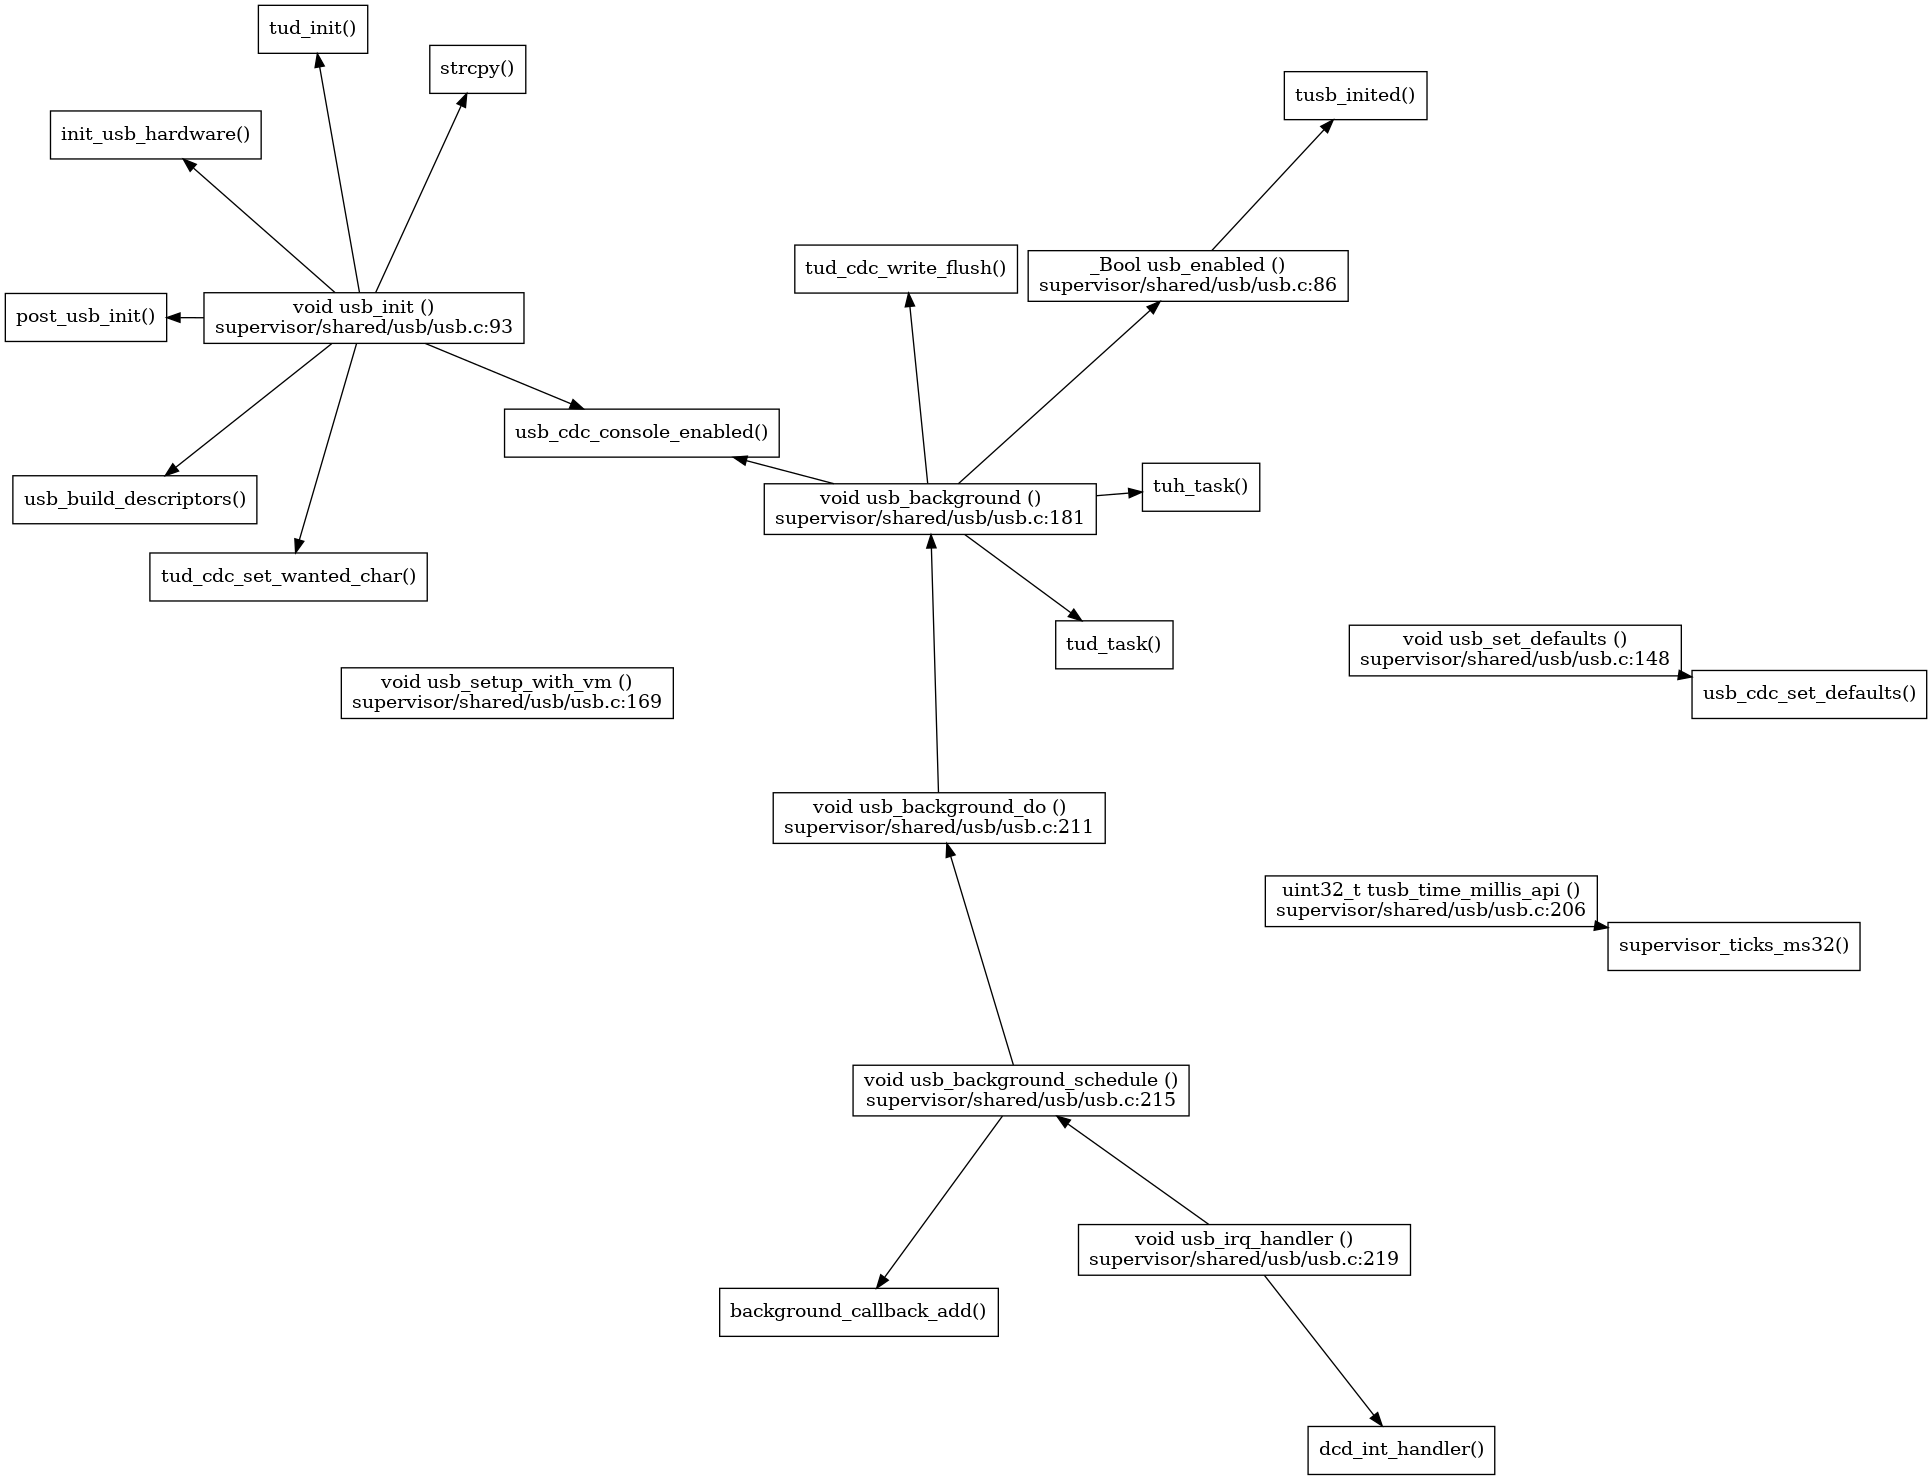 tud_init()
strcpy()
tusb_inited()
init_usb_hardware()
tud_cdc_write_flush()
_Bool usb_enabled ()
supervisor/shared/usb/usb.c:86
post_usb_init()
void usb_init ()
supervisor/shared/usb/usb.c:93
usb_cdc_console_enabled()
tuh_task()
usb_build_descriptors()
void usb_background ()
supervisor/shared/usb/usb.c:181
tud_cdc_set_wanted_char()
tud_task()
void usb_set_defaults ()
supervisor/shared/usb/usb.c:148
void usb_setup_with_vm ()
supervisor/shared/usb/usb.c:169
usb_cdc_set_defaults()
void usb_background_do ()
supervisor/shared/usb/usb.c:211
uint32_t tusb_time_millis_api ()
supervisor/shared/usb/usb.c:206
supervisor_ticks_ms32()
void usb_background_schedule ()
supervisor/shared/usb/usb.c:215
void usb_irq_handler ()
supervisor/shared/usb/usb.c:219
background_callback_add()
dcd_int_handler()